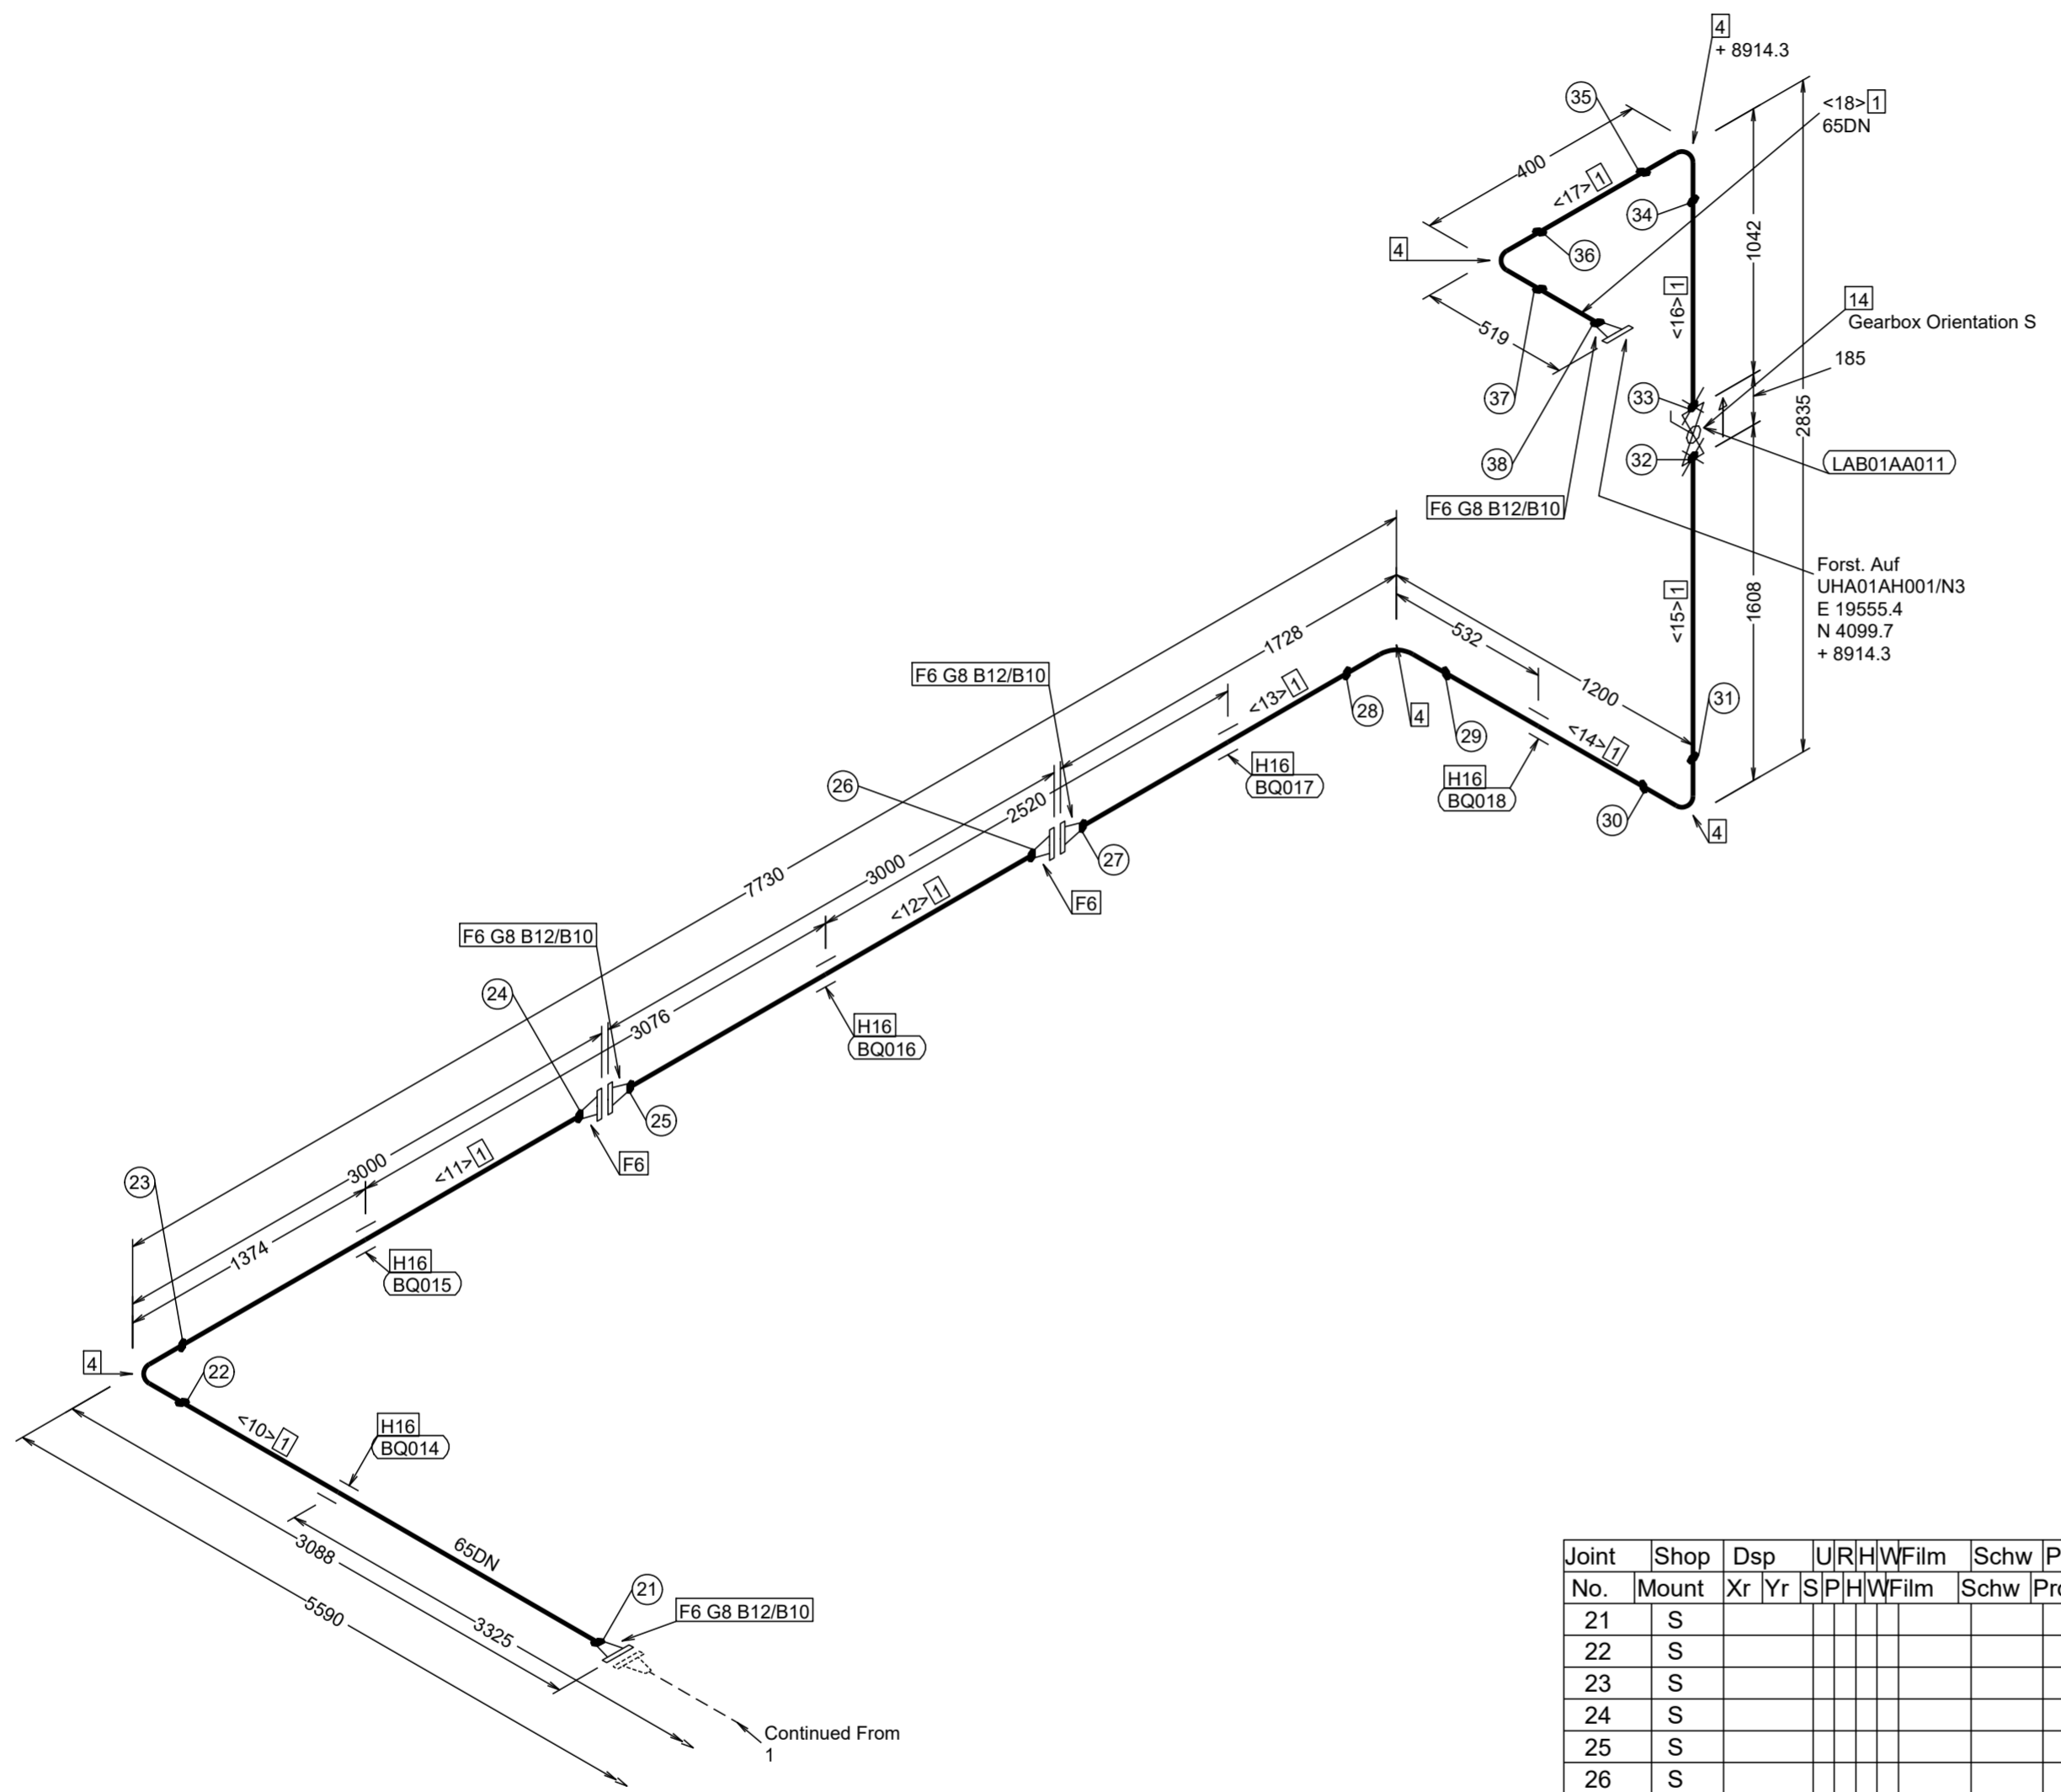 4
+ 8914.3
35
<18> 1
65DN
400
<17> 1
34
1042
4
36
<16> 1
14
Gearbox Orientation S
519
185
37
33
2835
38
32
LAB01AA011
F6 G8 B12/B10
Forst. Auf
UHA01AH001/N3
E 19555.4
N 4099.7
+ 8914.3
<15> 1
1608
1728
532
F6 G8 B12/B10
1200
<13> 1
31
28
4
29
<14> 1
H16
BQ017
H16
BQ018
26
2520
30
4
27
3000
7730
<12> 1
F6
F6 G8 B12/B10
24
3076
H16
BQ016
25
3000
<11> 1
F6
23
1374
H16
BQ015
4
22
<10> 1
H16
BQ014
3088
65DN
5590
3325
21
F6 G8 B12/B10
Continued From
1
Joint Shop Dsp U R H W Film Schw
No. Mount Xr Yr S P H W Film Schw
21 S
22 S
23 S
24 S
25 S
26 S